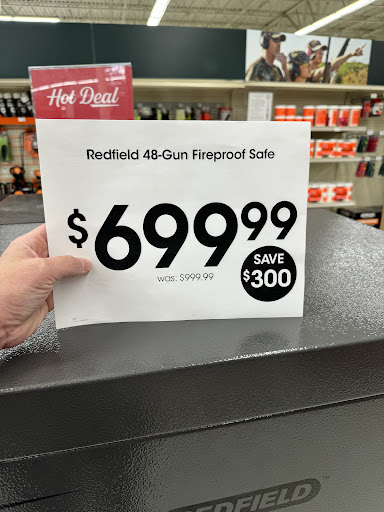 Hot Deal
Redfield 48-Gun Fireproof Safe
$699.99
was: $999.99
SAVE
$300
REDFIELD